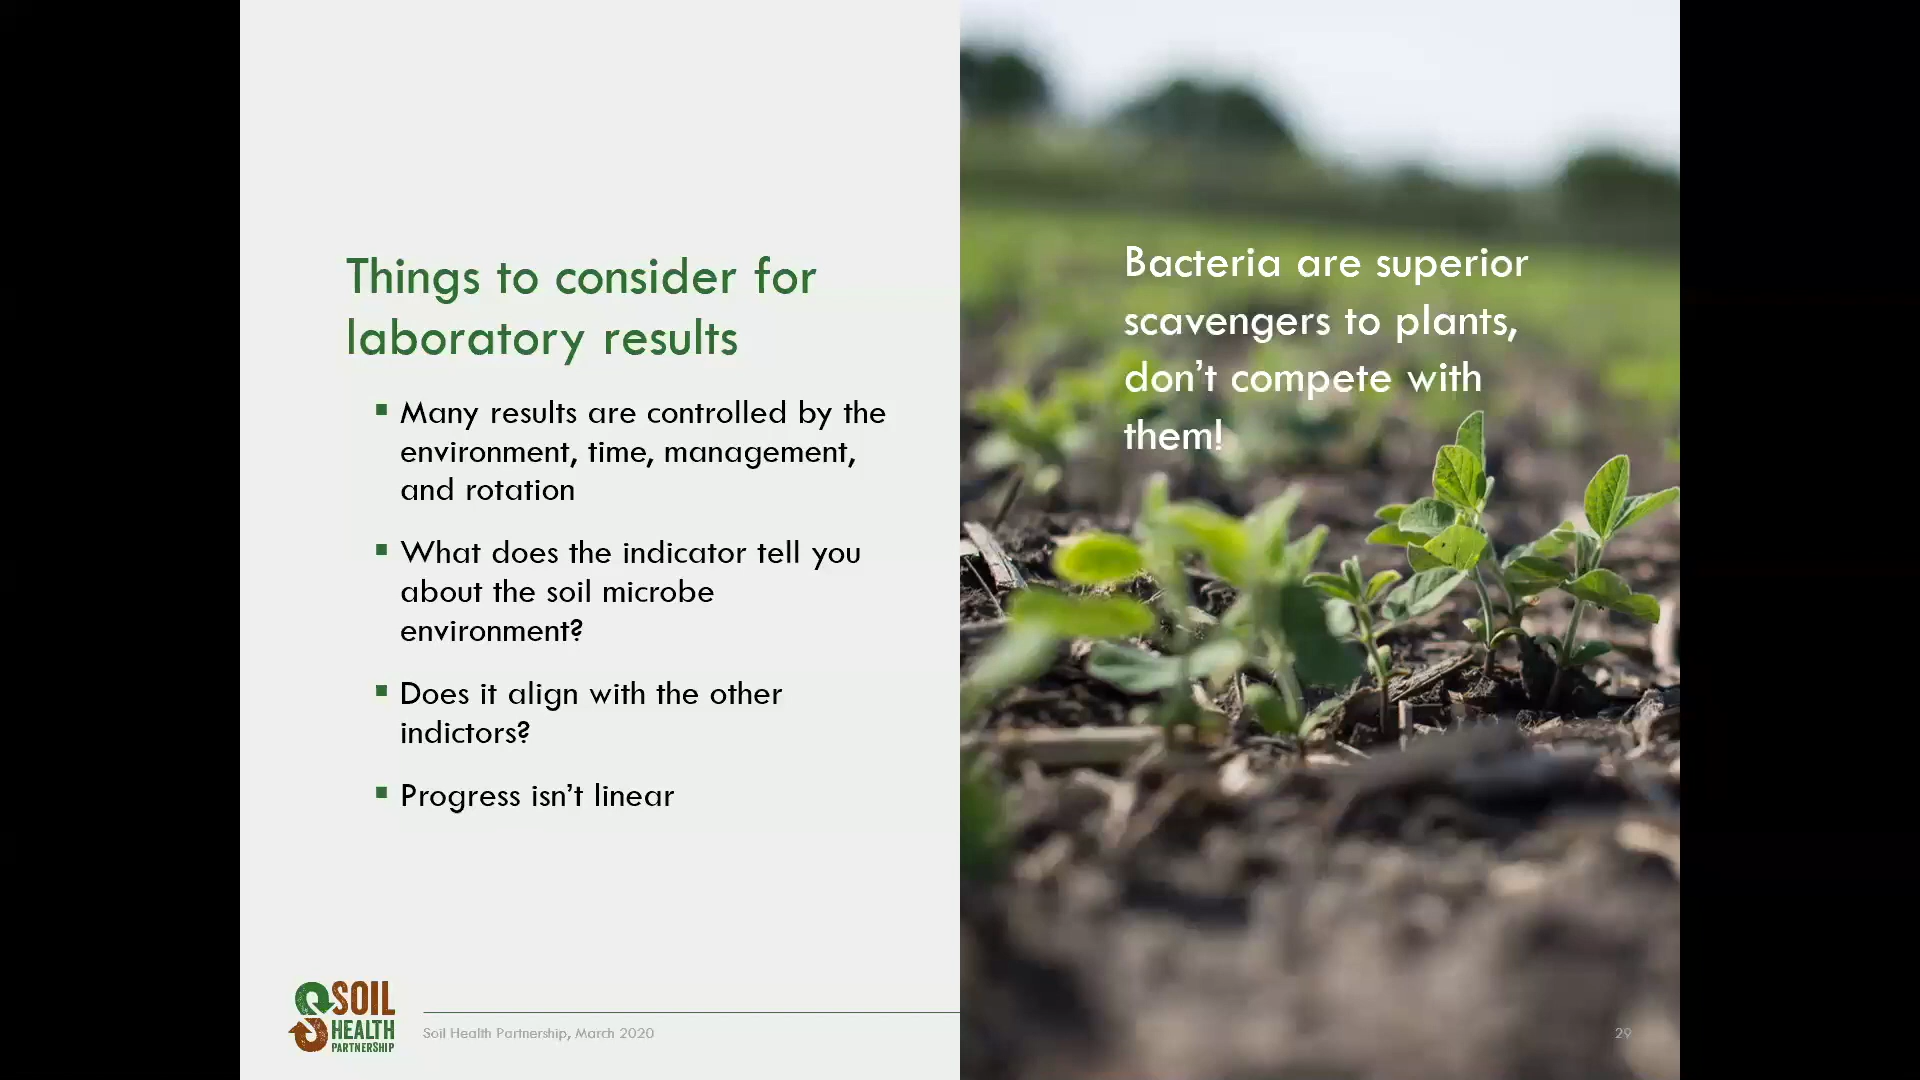 Things to consider for
laboratory results
Many results are controlled by the
environment, time, management,
and rotation
What does the indicator tell you
about the soil microbe
environment?
Does it align with the other
indictors?
Progress isn't linear
Bacteria are superior
scavengers to plants,
don't compete with
them!
SOIL
HEALTH
PARTNERSHIP
Soil Health Partnership, March 2020
29